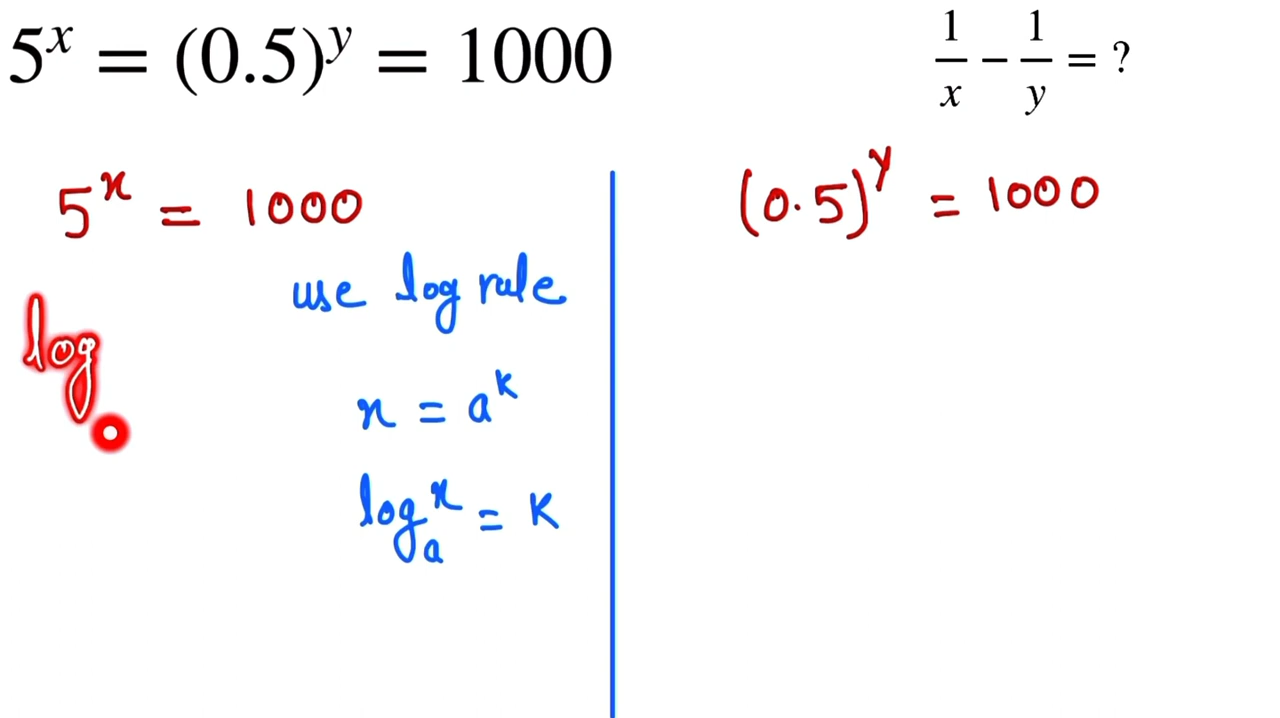 5^x = (0.5)^y = 1000
1/x − 1/y = ?
5^x = 1000
use log rule
x = a^k
log_a^x = k
log
(0.5)^y = 1000